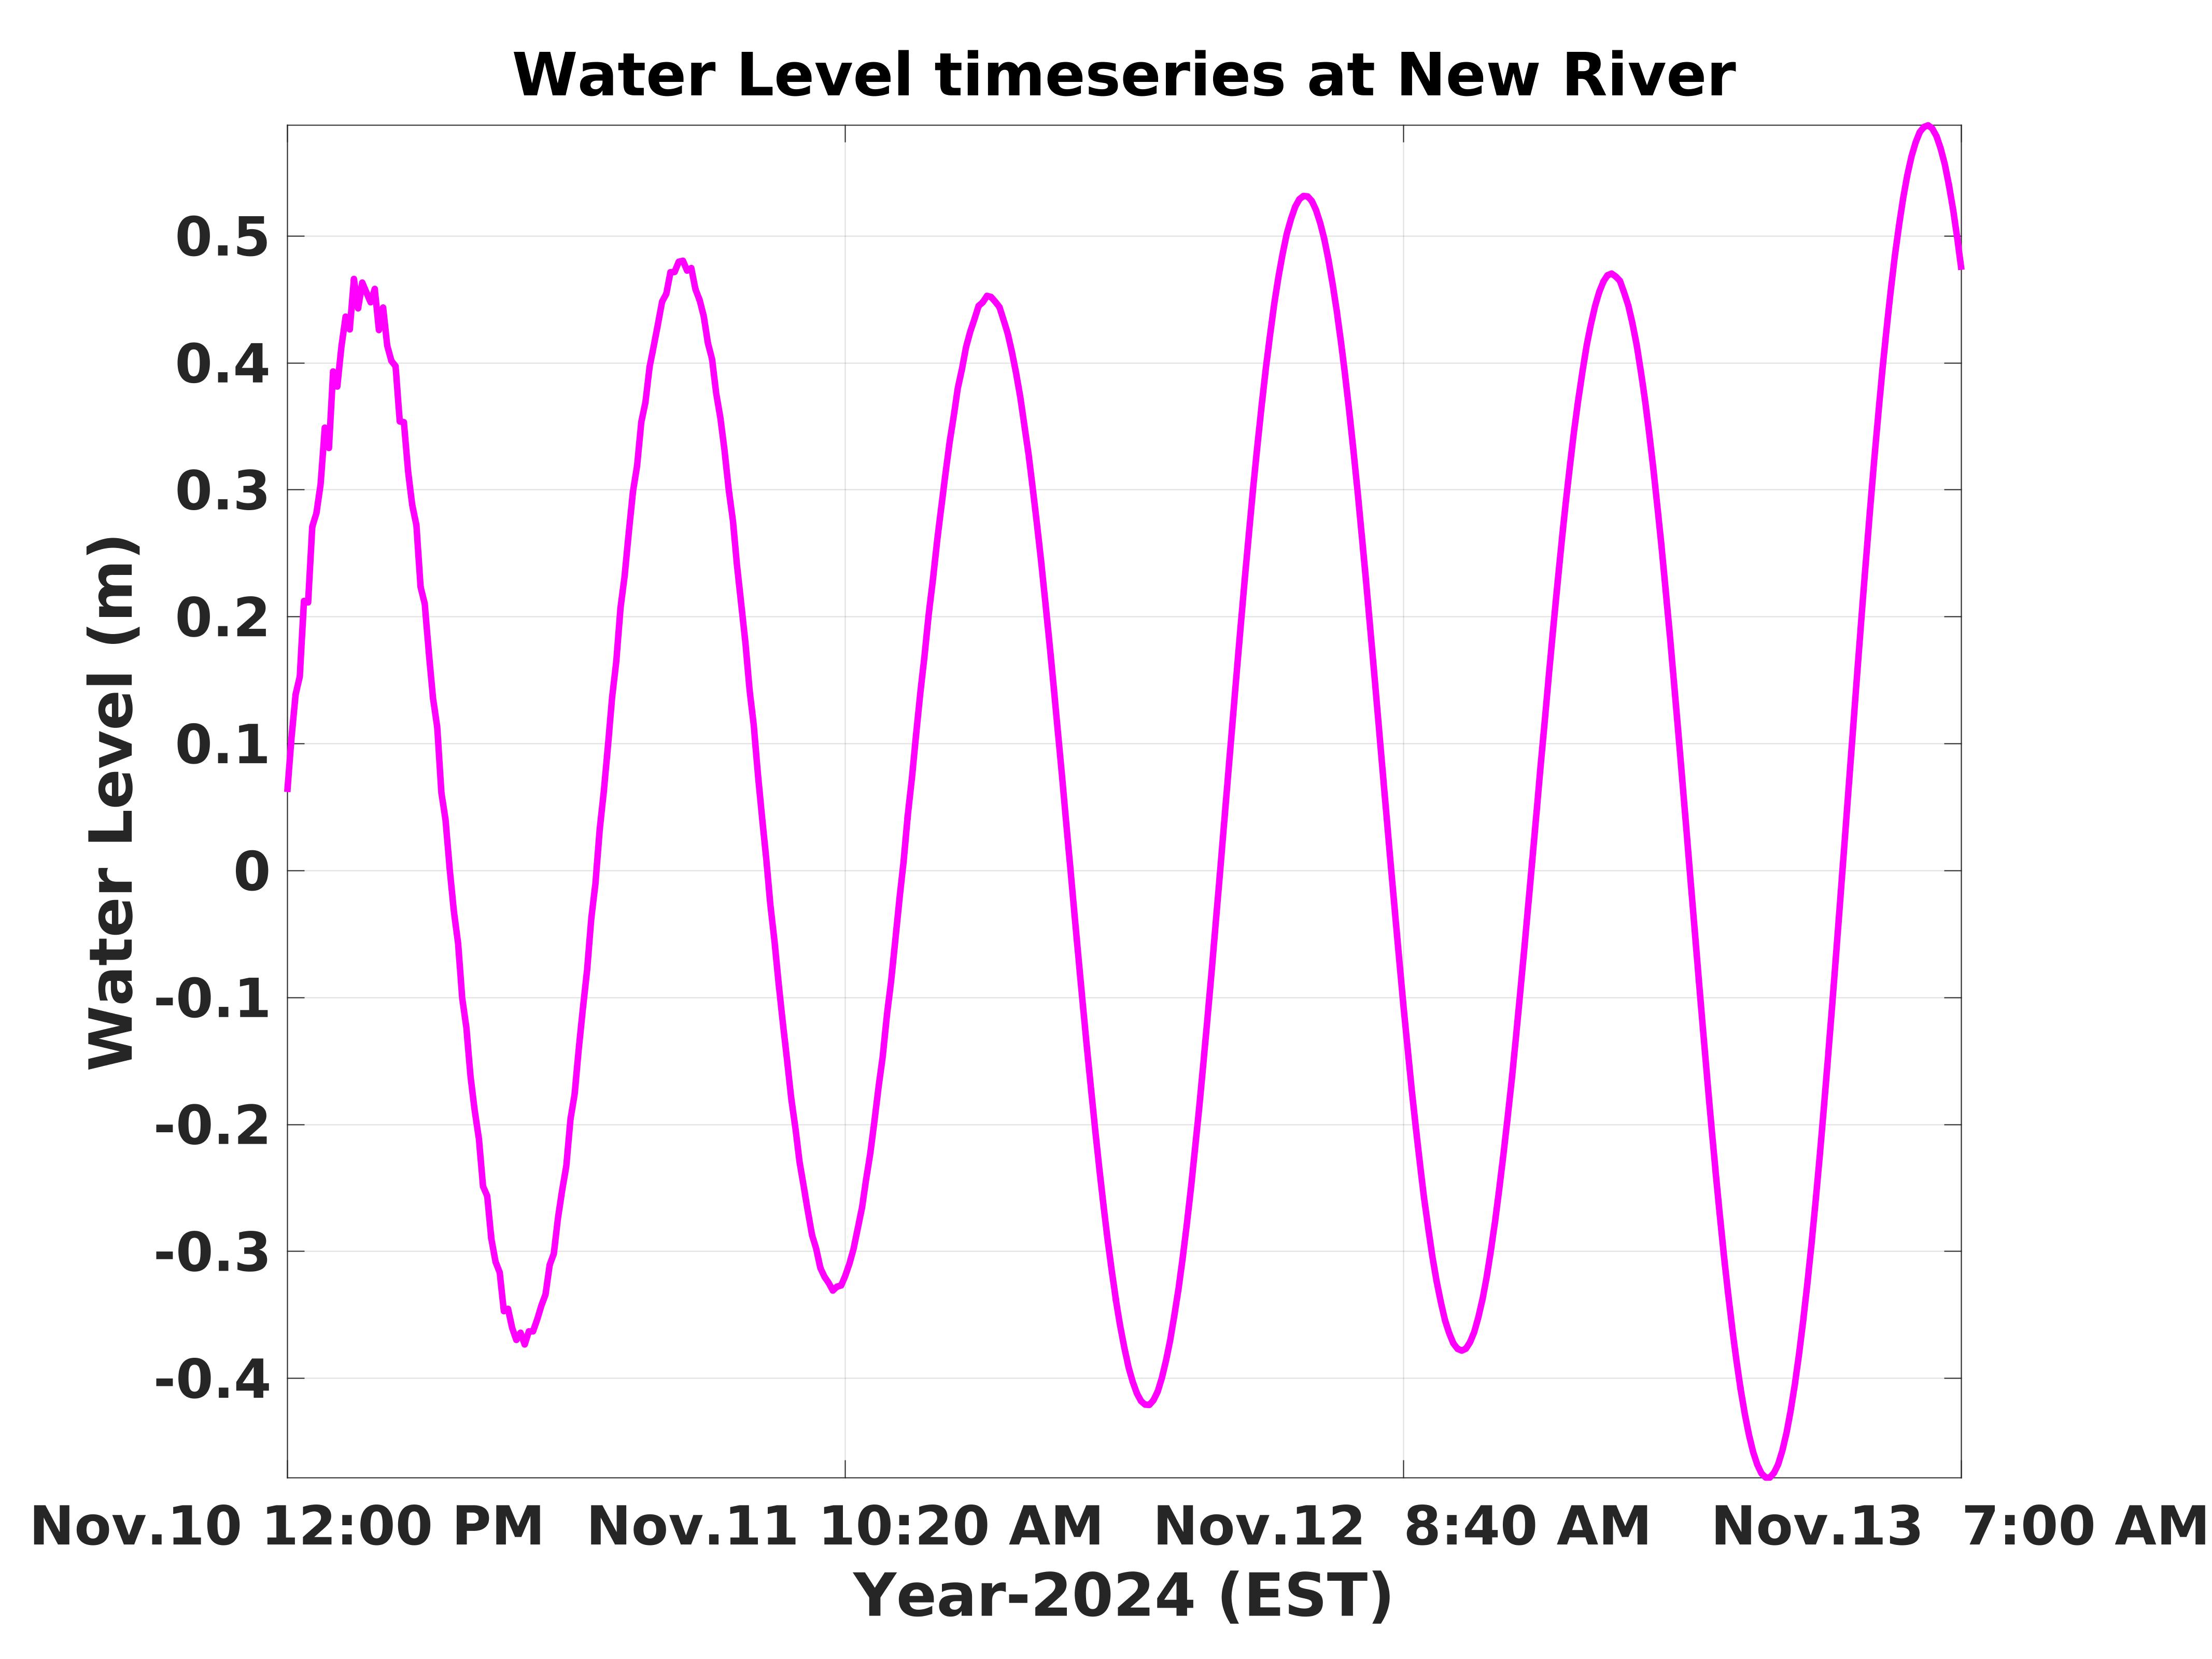 Water Level timeseries at New River
Water Level (m)
0.5
0.4
0.3
0.2
0.1
0
-0.1
-0.2
-0.3
-0.4
Nov.10 12:00 PM Nov.11 10:20 AM Nov.12 8:40 AM Nov.13 7:00 AM
Year-2024 (EST)